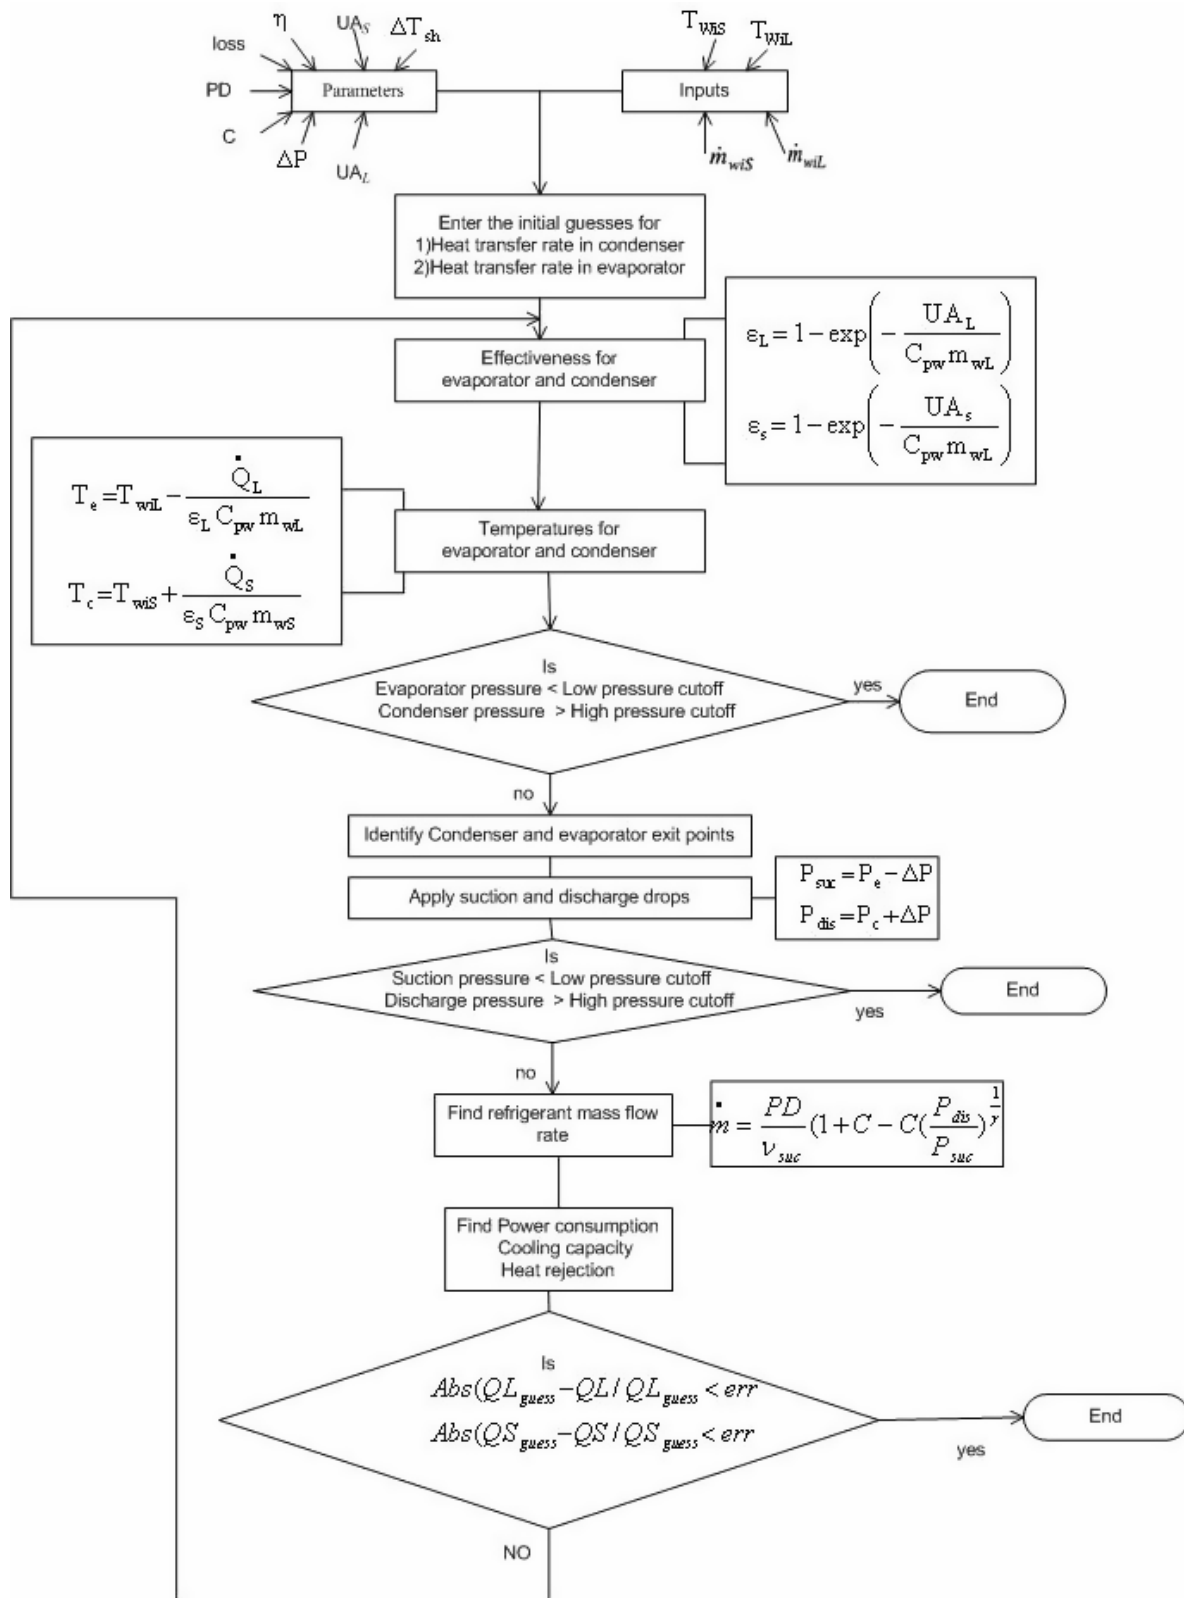 η
UA_S
ΔT_sh
loss
PD
C
ΔP
UA_L
Parameters
T_WiS
T_WiL
Inputs
ṁ_wiS
ṁ_wiL
Enter the initial guesses for
1)Heat transfer rate in condenser
2)Heat transfer rate in evaporator
Effectiveness for
evaporator and condenser
ε_L = 1 − exp(− UA_L / C_pw m_wL)
ε_s = 1 − exp(− UA_s / C_pw m_wL)
T_e = T_wiL − Q̇_L / ε_L C_pw m_wL
T_c = T_wiS + Q̇_S / ε_S C_pw m_wS
Temperatures for
evaporator and condenser
Is
Evaporator pressure < Low pressure cutoff
Condenser pressure > High pressure cutoff
yes
End
no
Identify Condenser and evaporator exit points
Apply suction and discharge drops
P_suc = P_e − ΔP
P_dis = P_c + ΔP
Is
Suction pressure < Low pressure cutoff
Discharge pressure > High pressure cutoff
yes
End
no
Find refrigerant mass flow
rate
ṁ = PD / ν_suc (1 + C − C(P_dis / P_suc)^(1/γ)
Find Power consumption
Cooling capacity
Heat rejection
Is
Abs(QL_guess − QL / QL_guess < err
Abs(QS_guess − QS / QS_guess < err
yes
End
NO